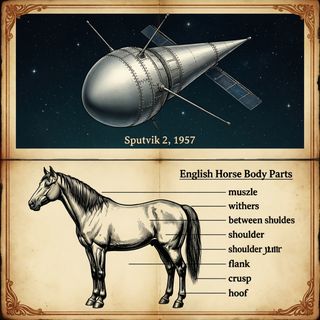 Sputvik 2, 1957
English Horse Body Parts
muszle
withers
between shuldes
shoulder
shoulder
flank
crusp
hoof